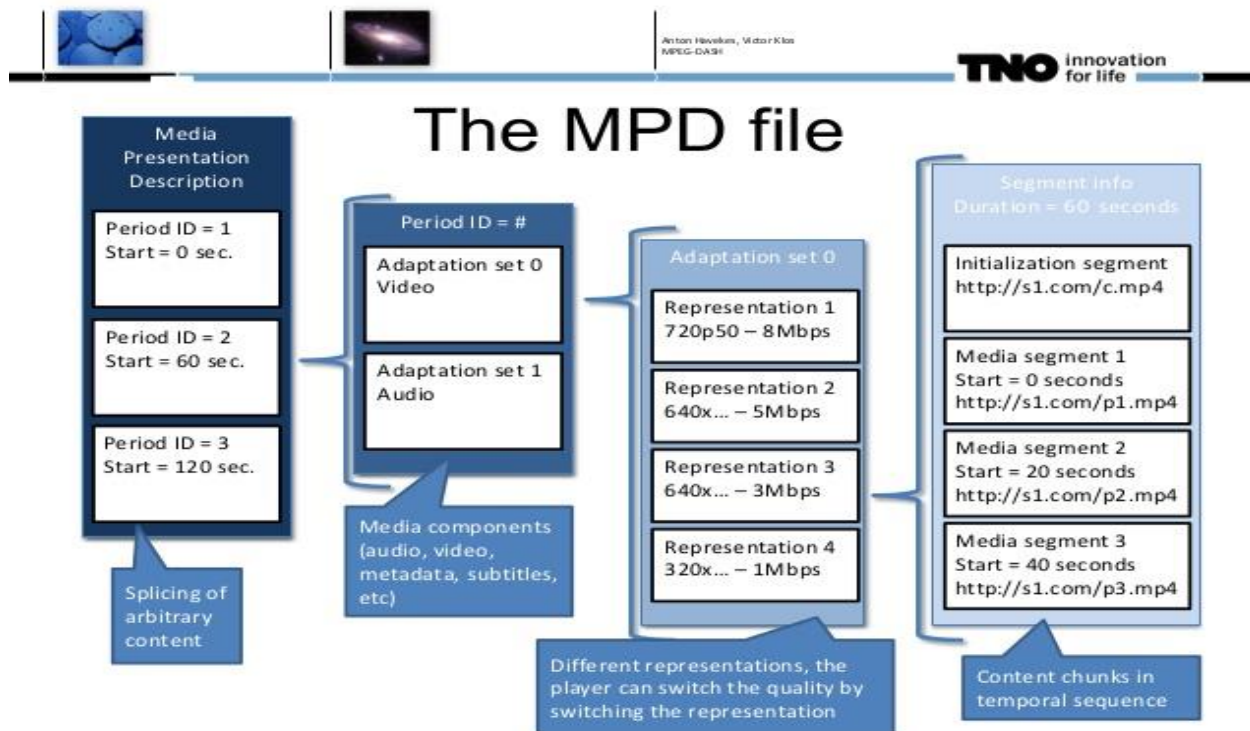 Anton Havekes, Victor Klos
MPEG-DASH
TNO innovation
for life
The MPD file
Media
Presentation
Description
Period ID = 1
Start = 0 sec.
Period ID = 2
Start = 60 sec.
Period ID = 3
Start = 120 sec.
Splicing of
arbitrary
content
Period ID = #
Adaptation set 0
Video
Adaptation set 1
Audio
Media components
(audio, video,
metadata, subtitles,
etc)
Adaptation set 0
Representation 1
720p50 – 8Mbps
Representation 2
640x... – 5Mbps
Representation 3
640x... – 3Mbps
Representation 4
320x... – 1Mbps
Different representations, the
player can switch the quality by
switching the representation
Segment info
Duration = 60 seconds
Initialization segment
http://s1.com/c.mp4
Media segment 1
Start = 0 seconds
http://s1.com/p1.mp4
Media segment 2
Start = 20 seconds
http://s1.com/p2.mp4
Media segment 3
Start = 40 seconds
http://s1.com/p3.mp4
Content chunks in
temporal sequence